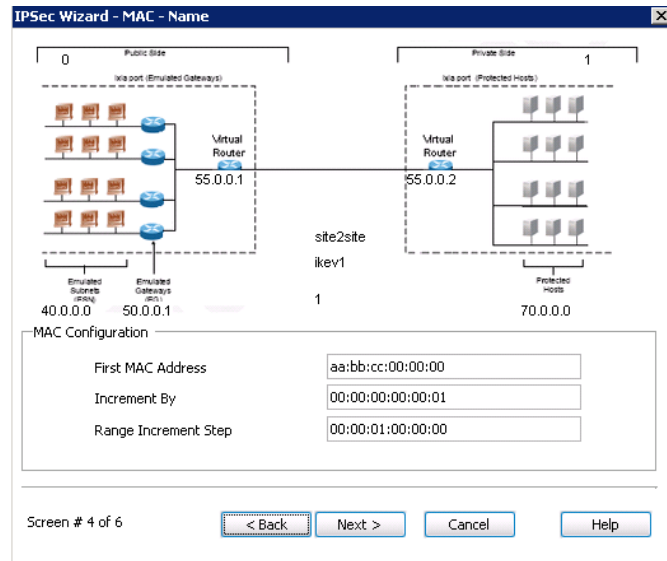 IPSec Wizard - MAC - Name
Public Side
Private Side
0
1
Ixia port (Emulated Gateways)
Ixia port (Protected Hosts)
Virtual
Router
Virtual
Router
55.0.0.1
55.0.0.2
site2site
ikev1
1
Emulated
Subnets
(ESN)
Emulated
Gateways
(EG)
Protected
Hosts
40.0.0.0
50.0.0.1
70.0.0.0
MAC Configuration
First MAC Address
aa:bb:cc:00:00:00
Increment By
00:00:00:00:00:01
Range Increment Step
00:00:01:00:00:00
Screen # 4 of 6
< Back
Next >
Cancel
Help